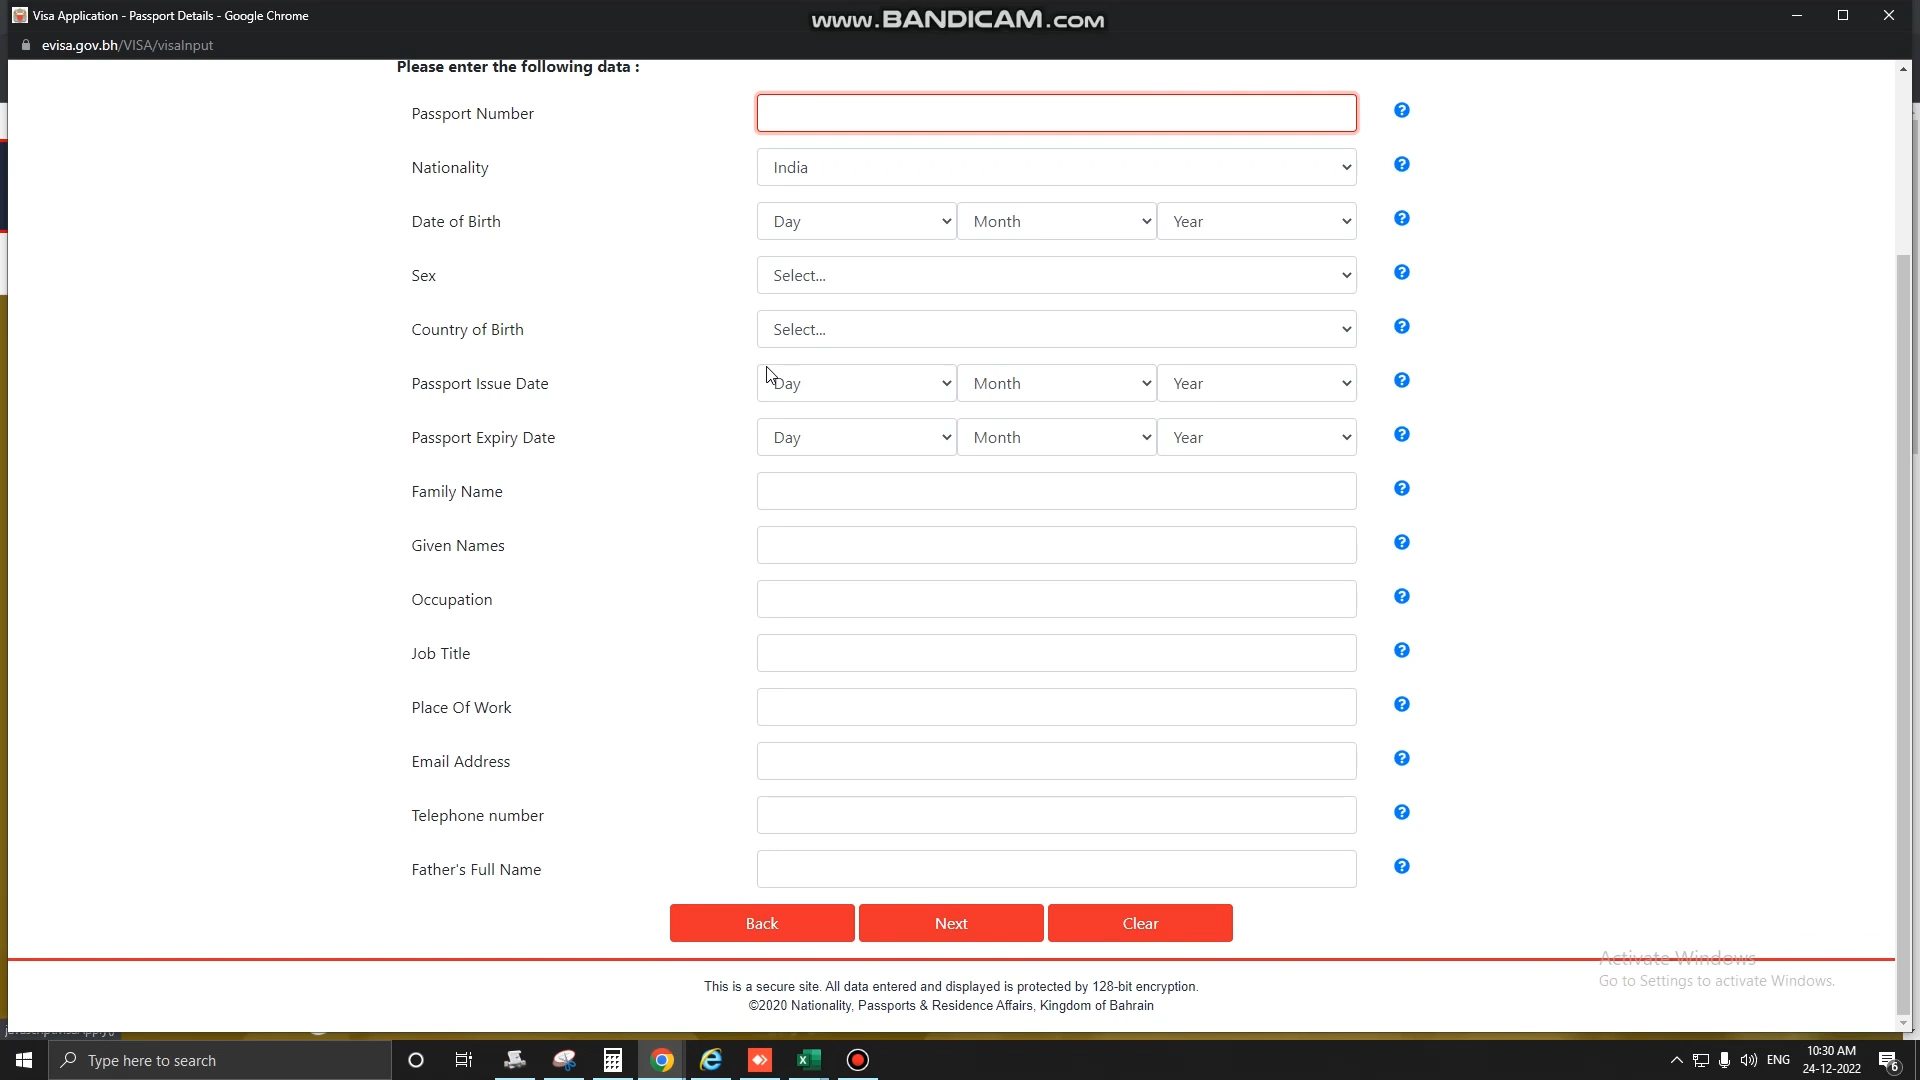 Visa Application - Passport Details - Google Chrome
www.BANDICAM.COM
evisa.gov.bh/VISA/visaInput
Please enter the following data :
Passport Number
Nationality India
Date of Birth Day Month Year
Sex Select...
Country of Birth Select...
Passport Issue Date Day Month Year
Passport Expiry Date Day Month Year
Family Name
Given Names
Occupation
Job Title
Place Of Work
Email Address
Telephone number
Father's Full Name
Back Next Clear
Activate Windows
Go to Settings to activate Windows.
This is a secure site. All data entered and displayed is protected by 128-bit encryption.
©2020 Nationality, Passports & Residence Affairs, Kingdom of Bahrain
Type here to search
ENG
10:30 AM
24-12-2022
6